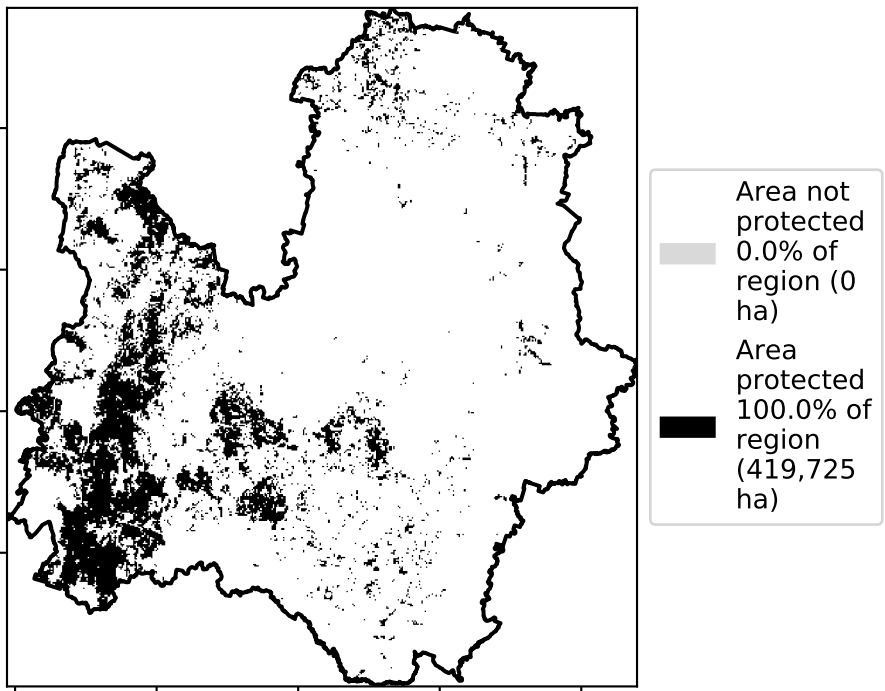 Area not
protected
0.0% of
region (0
ha)
Area
protected
100.0% of
region
(419,725
ha)